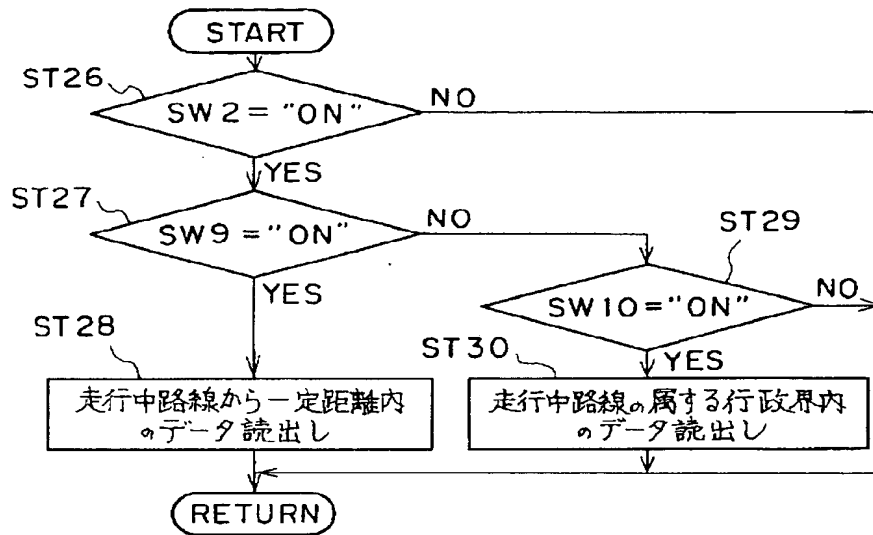 START
ST26
SW2="ON"
NO
YES
ST27
SW9="ON"
NO
ST29
YES
SW10="ON"
NO
ST28
ST30
YES
走行中路線から一定距離内
のデータ読出し
走行中路線の属する行政界内
のデータ読出し
RETURN